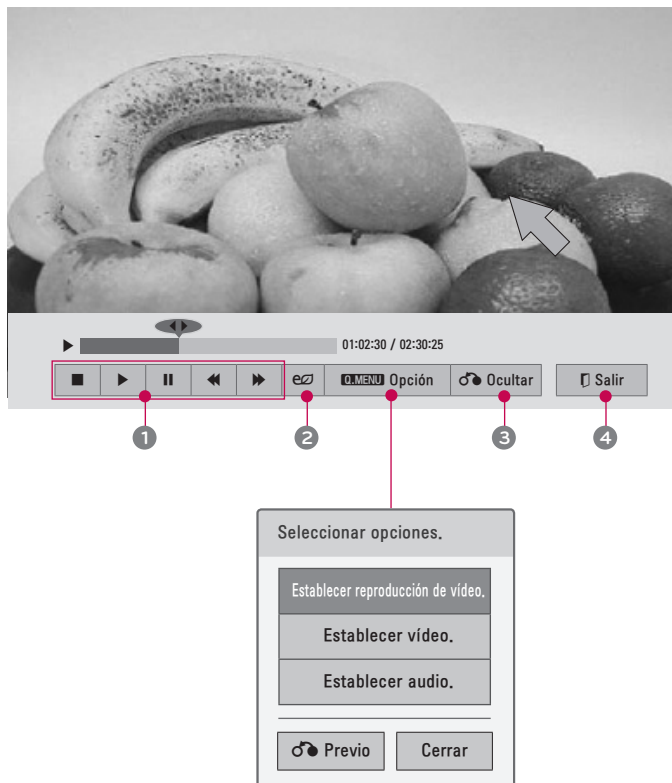 01:02:30 / 02:30:25
Q.MENU Opción Ocultar Salir
1 2 3 4
Seleccionar opciones.
Establecer reproducción de vídeo.
Establecer vídeo.
Establecer audio.
Previo Cerrar